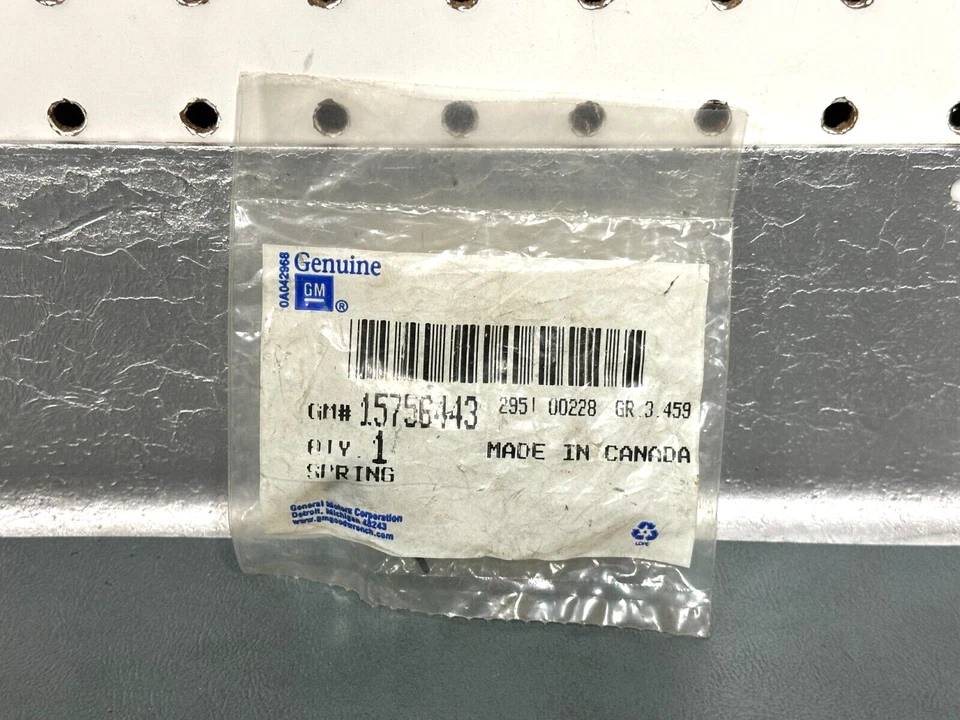 0A042968
Genuine
GM ®
GM# 15756443 2951 00228 GR.3.459
QTY. 1 MADE IN CANADA
SPRING
General Motors Corporation
Detroit, Michigan 48243
www.gmgoodwrench.com
LDPE